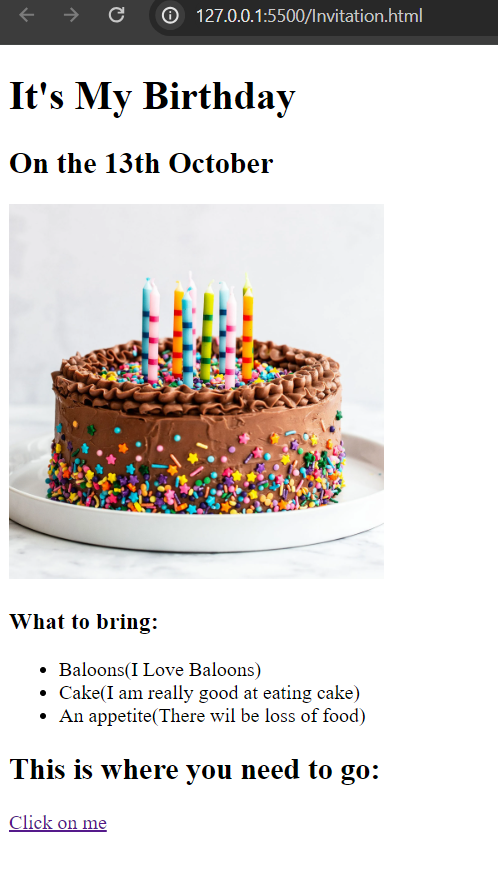 127.0.0.1:5500/Invitation.html
It's My Birthday
On the 13th October
What to bring:
Baloons(I Love Baloons)
Cake(I am really good at eating cake)
An appetite(There wil be loss of food)
This is where you need to go:
Click on me